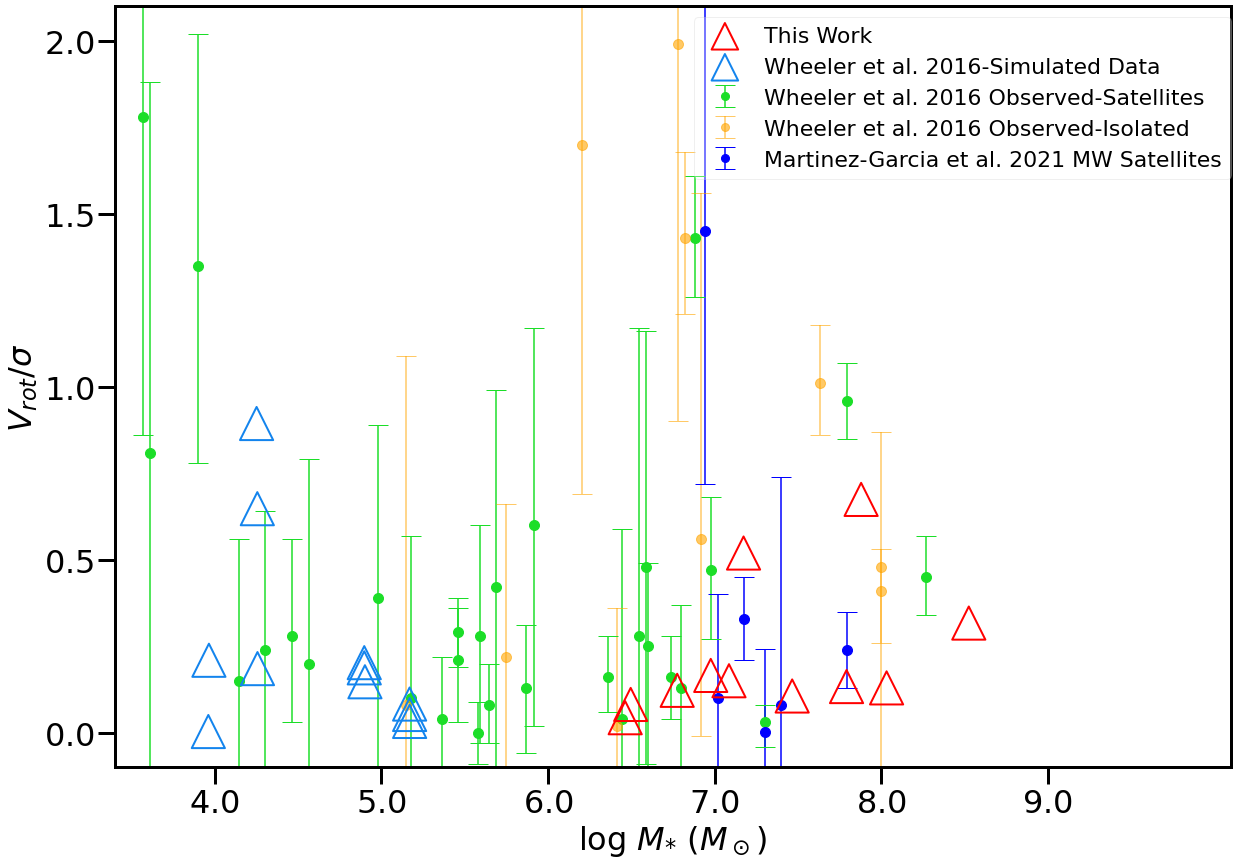 This Work
Wheeler et al. 2016-Simulated Data
Wheeler et al. 2016 Observed-Satellites
Wheeler et al. 2016 Observed-Isolated
Martinez-Garcia et al. 2021 MW Satellites
2.0
1.5
1.0
0.5
0.0
V_{rot}/σ
4.0 5.0 6.0 7.0 8.0 9.0
log M_* (M_⊙)